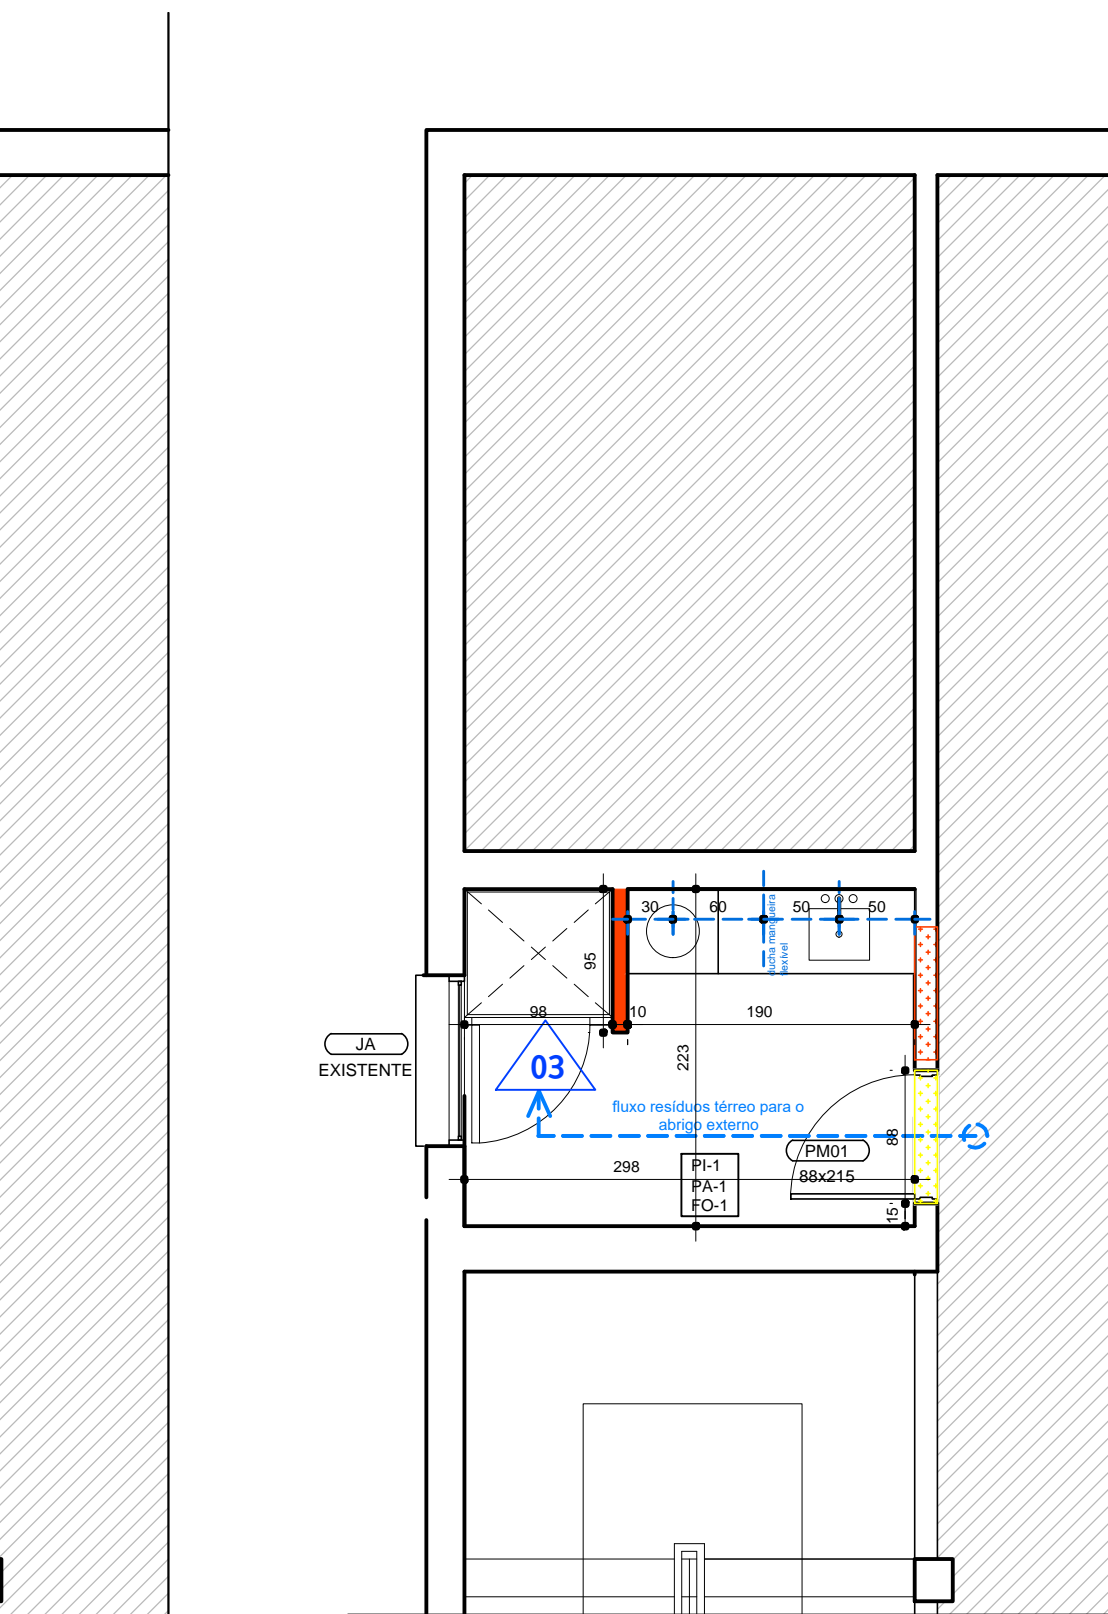 30
60
50
50
ducha mangueira
flexível
95
98
10
190
JA
EXISTENTE
03
223
fluxo resíduos térreo para o
abrigo externo
88
PM01
88x215
298
PI-1
PA-1
FO-1
15